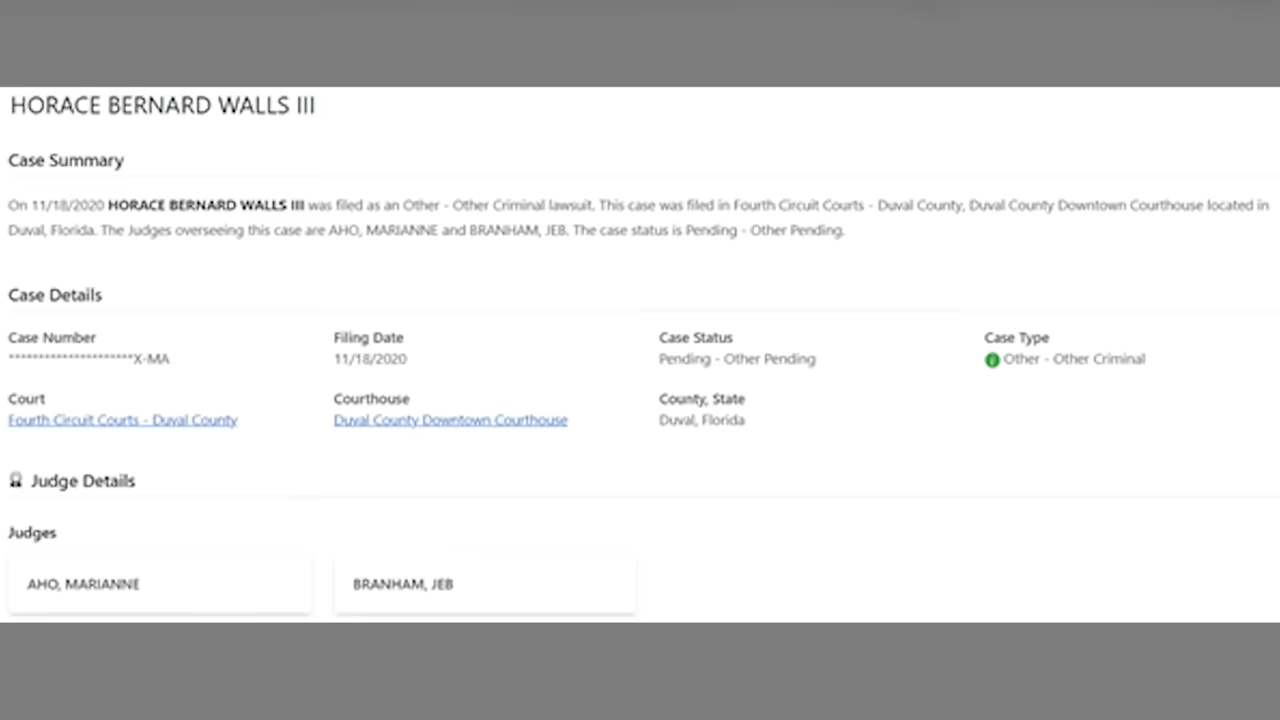 HORACE BERNARD WALLS III
Case Summary
On 11/18/2020 HORACE BERNARD WALLS III was filed as an Other - Other Criminal lawsuit. This case was filed in Fourth Circuit Courts - Duval County, Duval County Downtown Courthouse located in
Duval, Florida. The Judges overseeing this case are AHO, MARIANNE and BRANHAM, JEB. The case status is Pending - Other Pending.
Case Details
Case Number Filing Date Case Status Case Type
*********************X-MA 11/18/2020 Pending - Other Pending Other - Other Criminal
Court Courthouse County, State
Fourth Circuit Courts - Duval County Duval County Downtown Courthouse Duval, Florida
Judge Details
Judges
AHO, MARIANNE BRANHAM, JEB